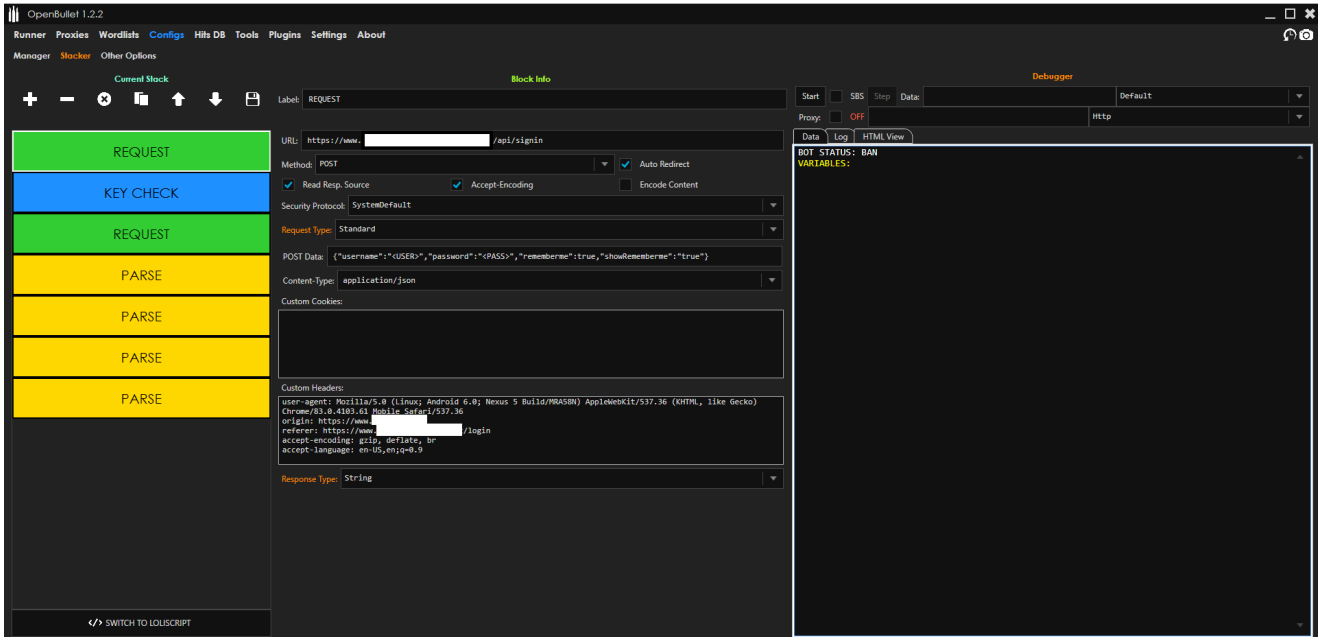 OpenBullet 1.2.2
Runner Proxies Wordlists Configs Hits DB Tools Plugins Settings About
Manager Stacker Other Options
Current Stack
Block Info
Debugger
Label: REQUEST
Start SBS Step Data: Default
Proxy: OFF Http
REQUEST
KEY CHECK
REQUEST
PARSE
PARSE
PARSE
PARSE
</> SWITCH TO LOLISCRIPT
URL: https://www. /api/signin
Method: POST Auto Redirect
Read Resp. Source Accept-Encoding Encode Content
Security Protocol: SystemDefault
Request Type: Standard
POST Data: {"username":"<USER>","password":"<PASS>","rememberme":true,"showRememberme":"true"}
Content-Type: application/json
Custom Cookies:
Custom Headers:
user-agent: Mozilla/5.0 (Linux; Android 6.0; Nexus 5 Build/MRA58N) AppleWebKit/537.36 (KHTML, like Gecko)
Chrome/83.0.4103.61 Mobile Safari/537.36
origin: https://www.
referer: https://www. /login
accept-encoding: gzip, deflate, br
accept-language: en-US,en;q=0.9
Response Type: String
Data Log HTML View
BOT STATUS: BAN
VARIABLES: